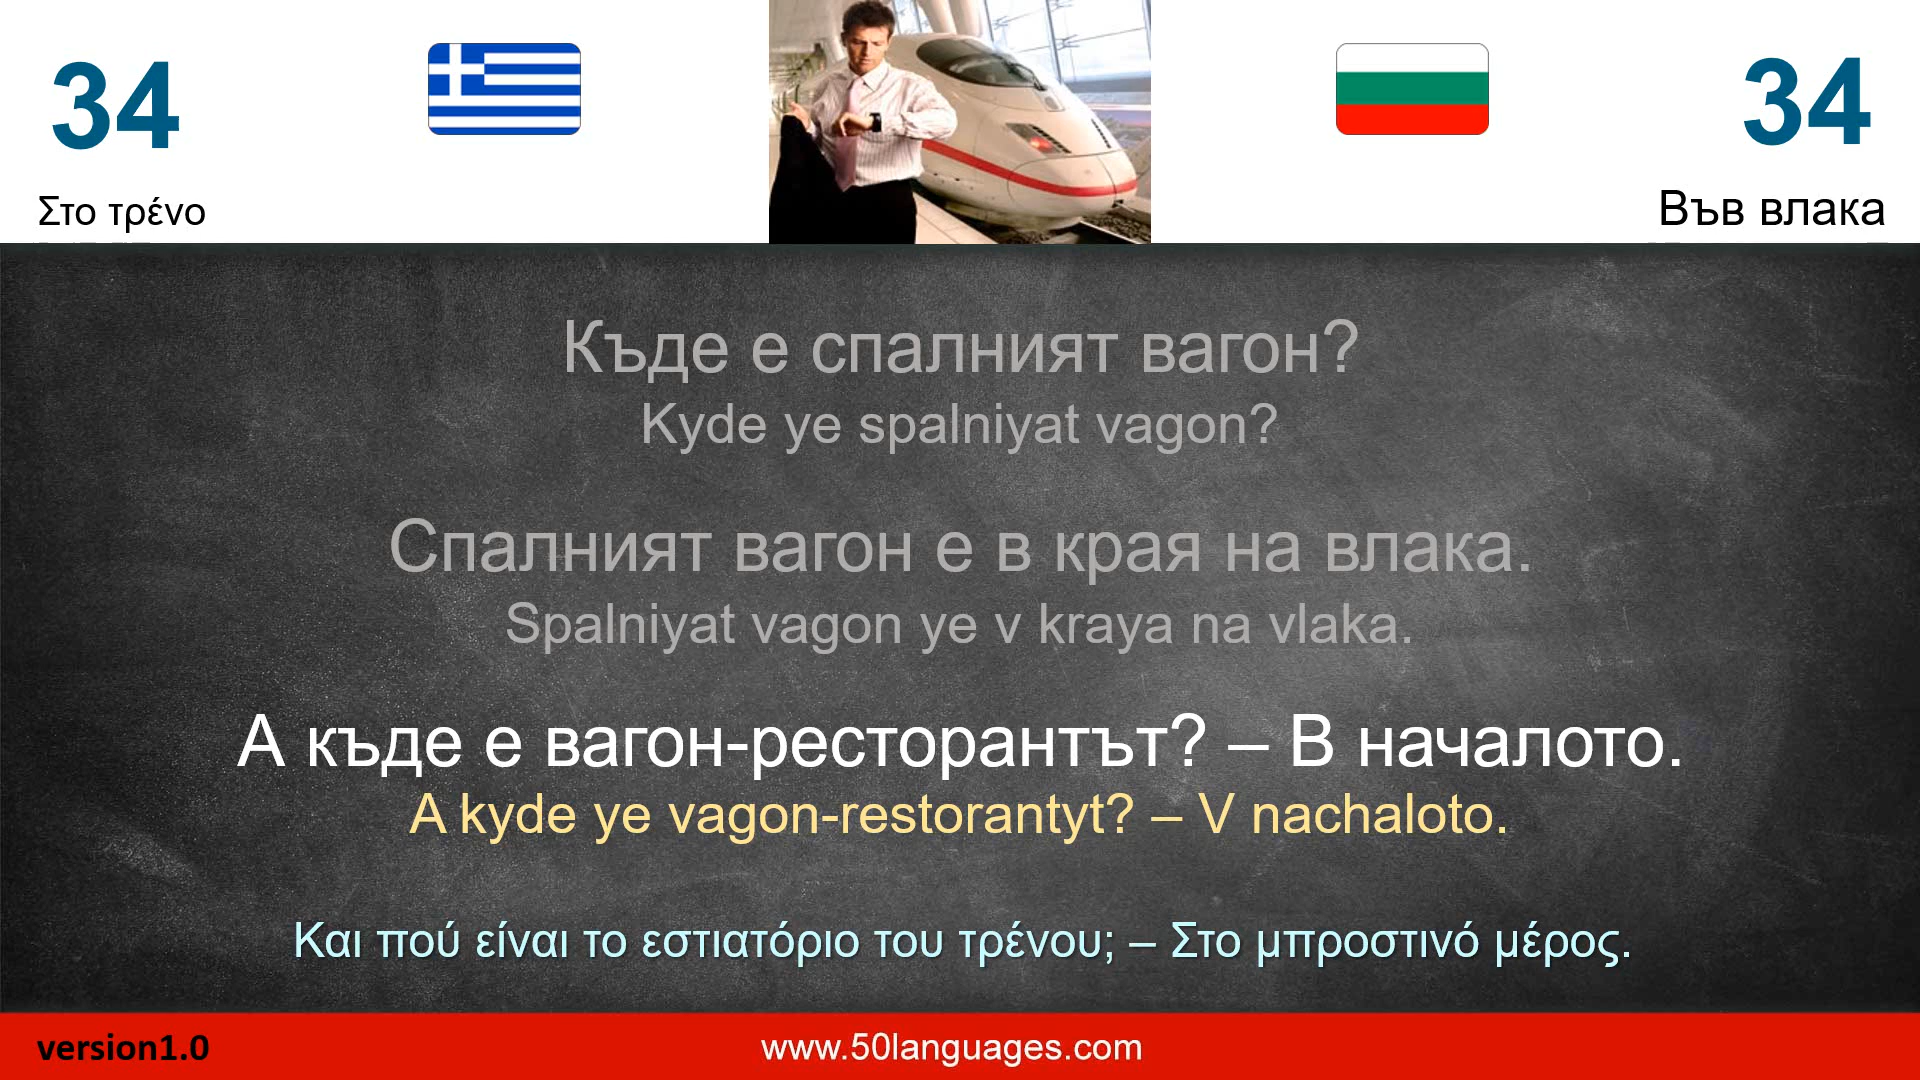 34
34
Στο τρένο
Във влака
Къде е спалният вагон?
Kyde ye spalniyat vagon?
Спалният вагон е в края на влака.
Spalniyat vagon ye v kraya na vlaka.
А къде е вагон-ресторантът? – В началото.
A kyde ye vagon-restorantyt? – V nachaloto.
Και πού είναι το εστιατόριο του τρένου; – Στο μπροστινό μέρος.
version1.0
www.50languages.com